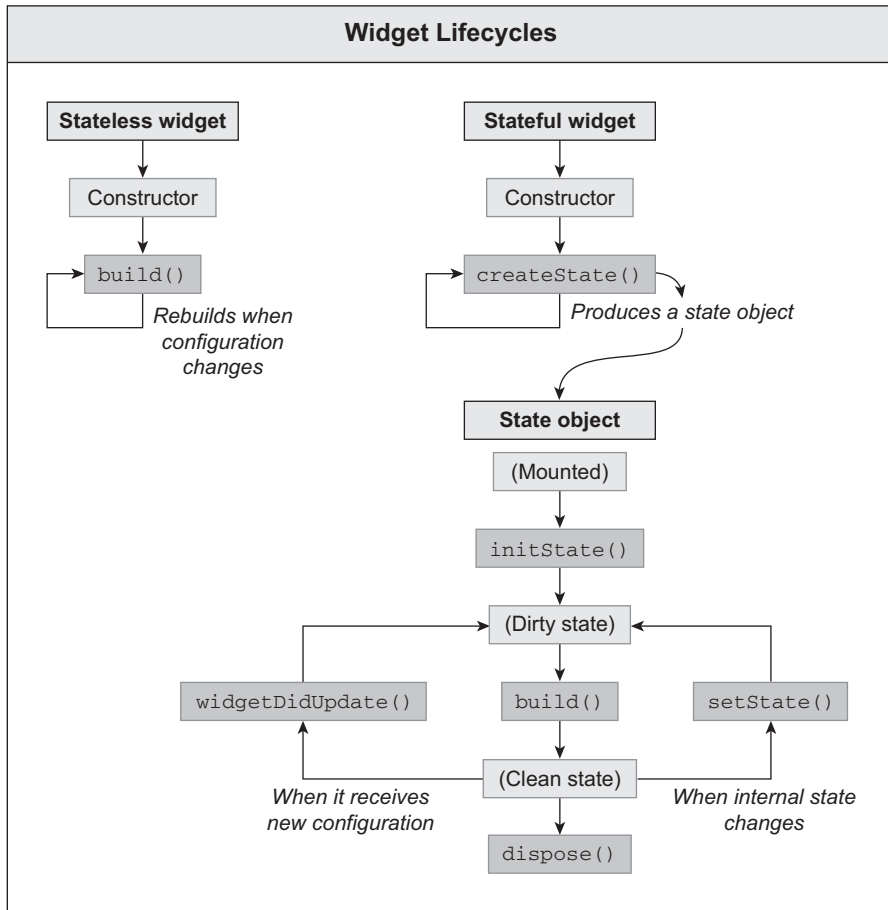 Widget Lifecycles
Stateless widget
Constructor
build()
Rebuilds when
configuration
changes
Stateful widget
Constructor
createState()
Produces a state object
State object
(Mounted)
initState()
(Dirty state)
widgetDidUpdate()
build()
setState()
(Clean state)
When it receives
new configuration
When internal state
changes
dispose()